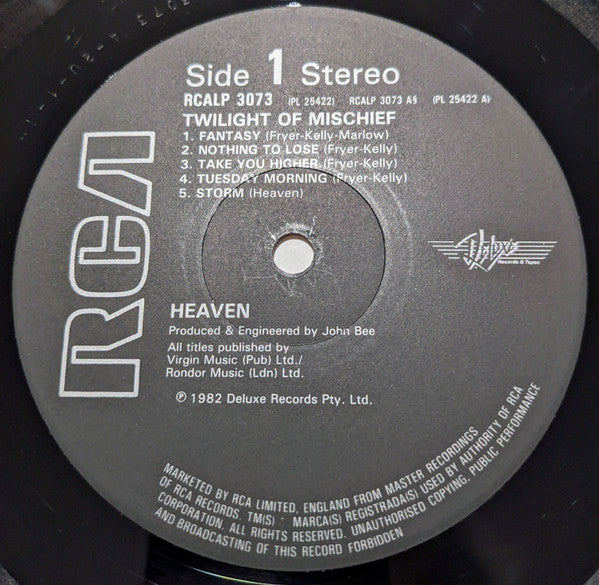 Side 1 Stereo
RCALP 3073 (PL 25422) RCALP 3073 A§ (PL 25422 A)
TWILIGHT OF MISCHIEF
1. FANTASY (Fryer-Kelly-Marlow)
2. NOTHING TO LOSE (Fryer-Kelly)
3. TAKE YOU HIGHER (Fryer-Kelly)
4. TUESDAY MORNING (Fryer-Kelly)
5. STORM (Heaven)
RCA
Deluxe
Records & Tapes
HEAVEN
Produced & Engineered by John Bee
All titles published by
Virgin Music (Pub) Ltd./
Rondor Music (Ldn) Ltd.
℗ 1982 Deluxe Records Pty. Ltd.
MARKETED BY RCA LIMITED, ENGLAND FROM MASTER RECORDINGS
OF RCA RECORDS. TM(S) · MARCA(S) REGISTRADA(S) USED BY AUTHORITY OF RCA
CORPORATION. ALL RIGHTS RESERVED. UNAUTHORISED COPYING, PUBLIC PERFORMANCE
AND BROADCASTING OF THIS RECORD FORBIDDEN